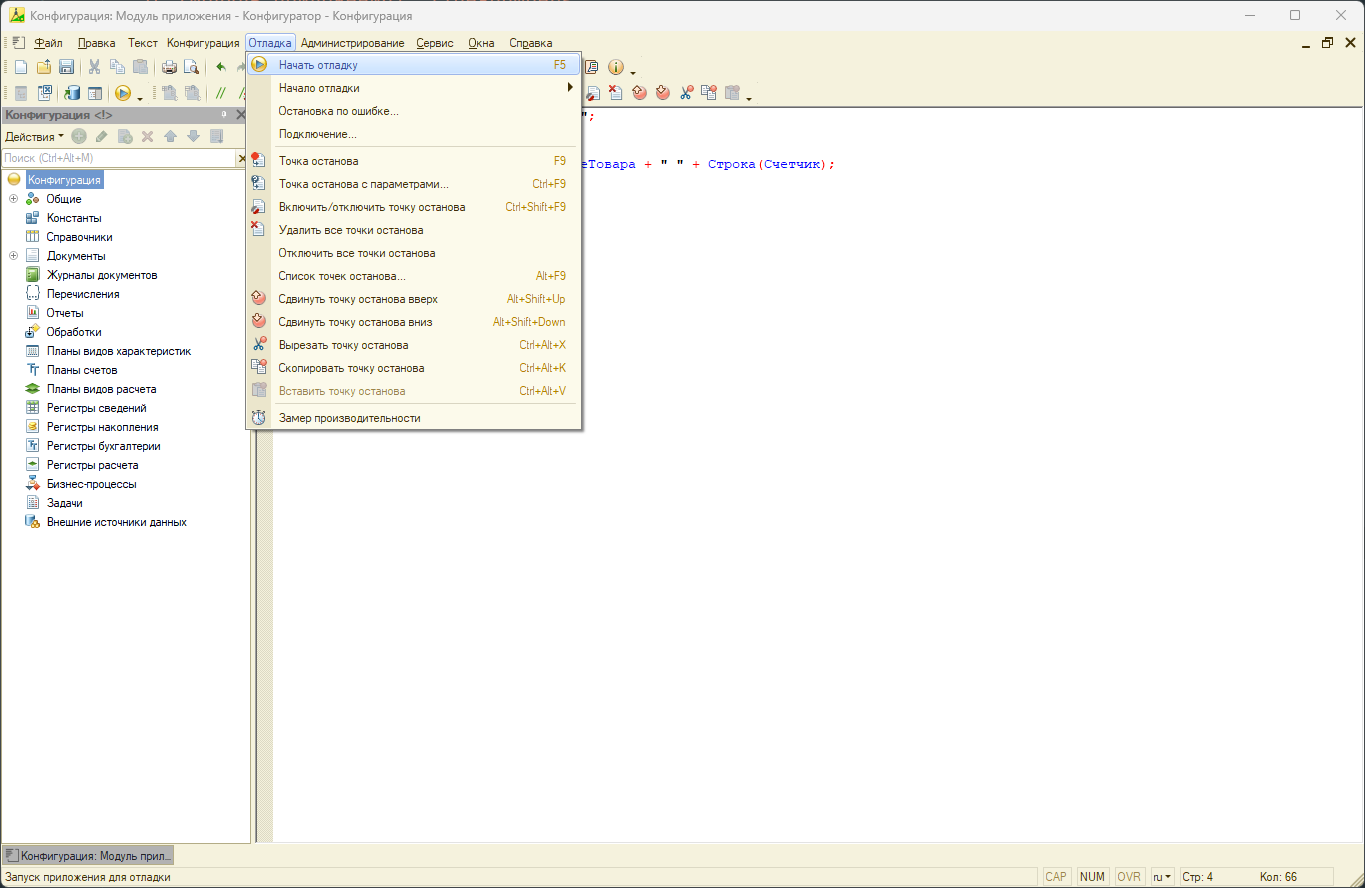 Конфигурация: Модуль приложения - Конфигуратор - Конфигурация
Файл Правка Текст Конфигурация Отладка Администрирование Сервис Окна Справка
Конфигурация <!>
Действия
Поиск (Ctrl+Alt+M)
Конфигурация
Общие
Константы
Справочники
Документы
Журналы документов
Перечисления
Отчеты
Обработки
Планы видов характеристик
Планы счетов
Планы видов расчета
Регистры сведений
Регистры накопления
Регистры бухгалтерии
Регистры расчета
Бизнес-процессы
Задачи
Внешние источники данных
Начать отладку F5
Начало отладки
Остановка по ошибке...
Подключение...
Точка останова F9
Точка останова с параметрами... Ctrl+F9
Включить/отключить точку останова Ctrl+Shift+F9
Удалить все точки останова
Отключить все точки останова
Список точек останова... Alt+F9
Сдвинуть точку останова вверх Alt+Shift+Up
Сдвинуть точку останова вниз Alt+Shift+Down
Вырезать точку останова Ctrl+Alt+X
Скопировать точку останова Ctrl+Alt+K
Вставить точку останова Ctrl+Alt+V
Замер производительности
";
еТовара + " " + Строка(Счетчик);
Конфигурация: Модуль прил...
Запуск приложения для отладки CAP NUM OVR ru Стр: 4 Кол: 66